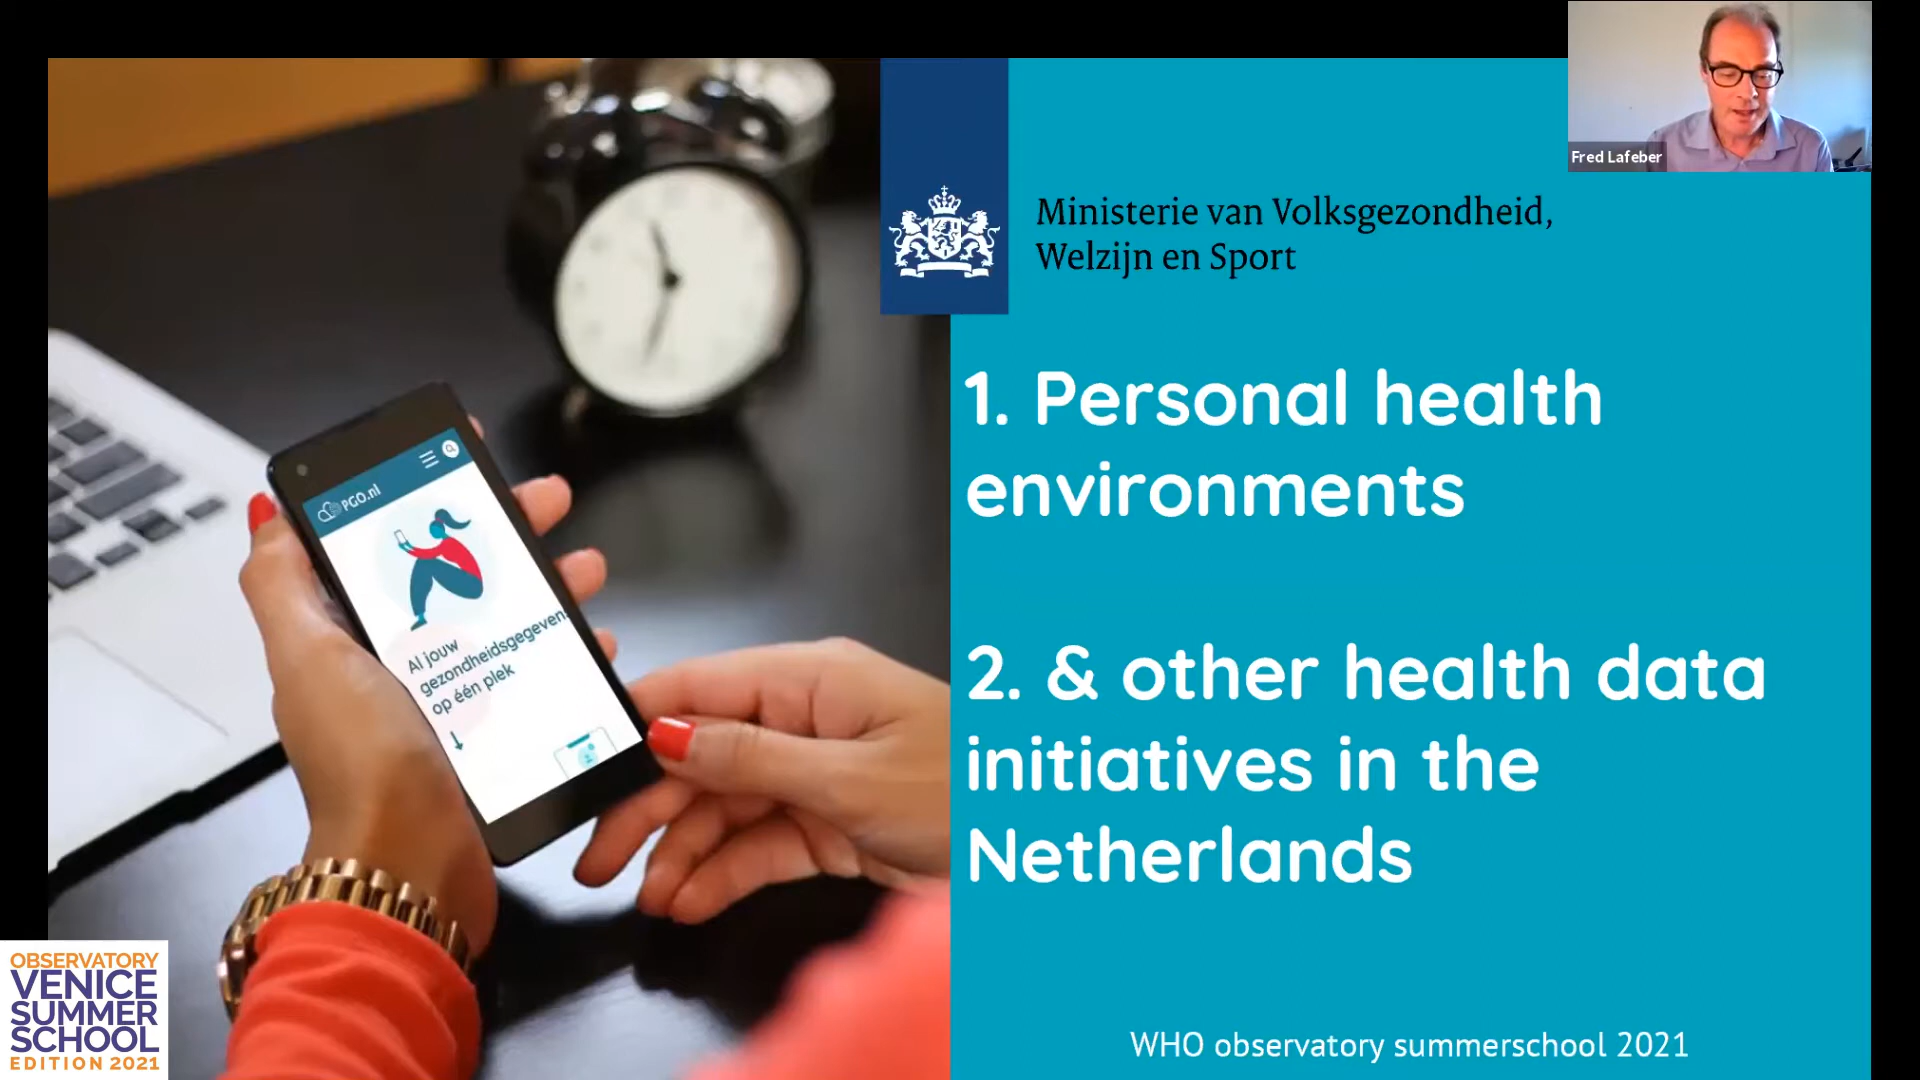 Fred Lafeber
Ministerie van Volksgezondheid,
Welzijn en Sport
1. Personal health
environments
2. & other health data
initiatives in the
Netherlands
WHO observatory summerschool 2021
PGO.nl
Al jouw
gezondheidsgegevens
op één plek
OBSERVATORY
VENICE
SUMMER
SCHOOL
EDITION 2021